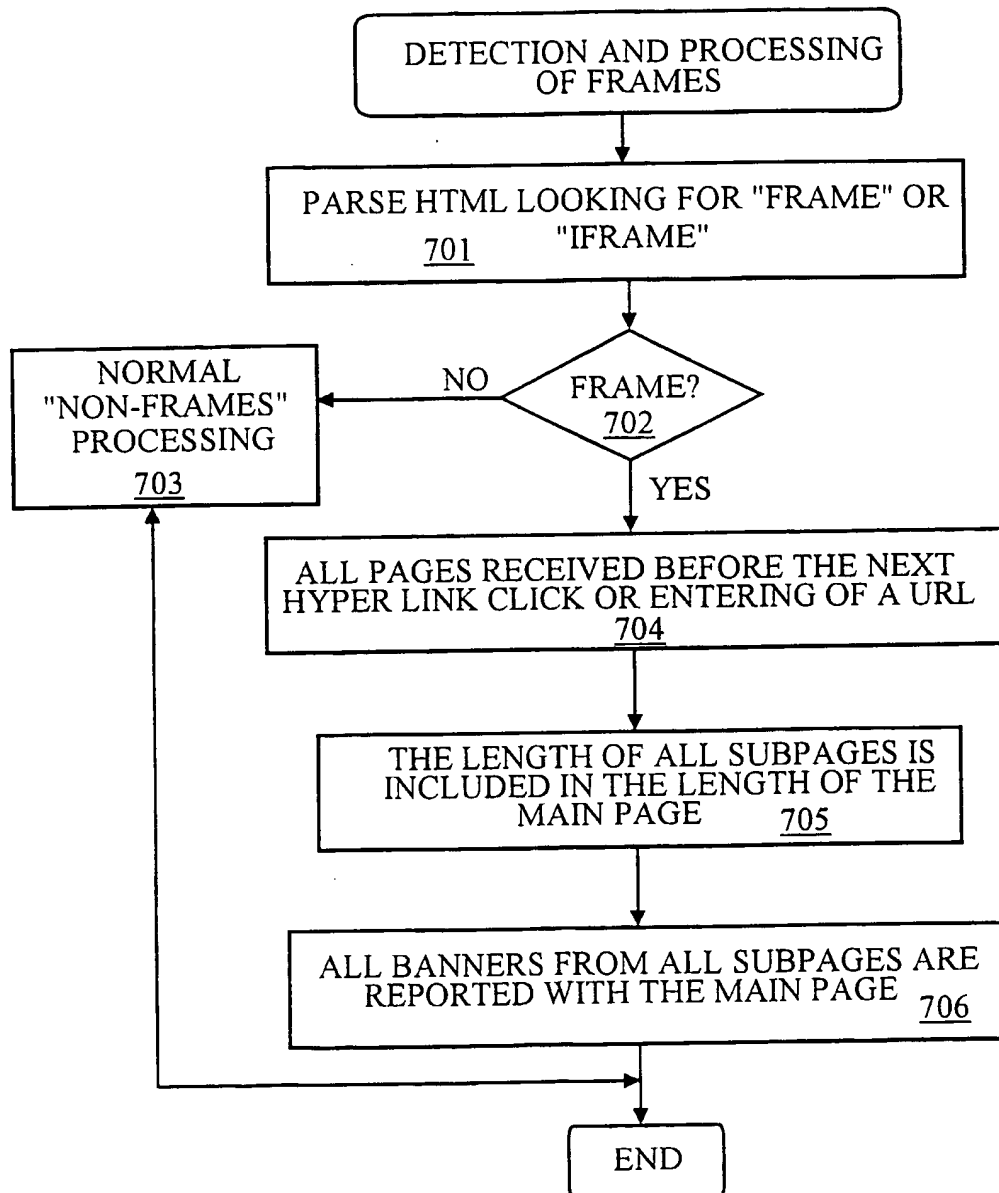 DETECTION AND PROCESSING
OF FRAMES
PARSE HTML LOOKING FOR "FRAME" OR
"IFRAME"
701
FRAME?
702
NO
YES
NORMAL
"NON-FRAMES"
PROCESSING
703
ALL PAGES RECEIVED BEFORE THE NEXT
HYPER LINK CLICK OR ENTERING OF A URL
704
THE LENGTH OF ALL SUBPAGES IS
INCLUDED IN THE LENGTH OF THE
MAIN PAGE 705
ALL BANNERS FROM ALL SUBPAGES ARE
REPORTED WITH THE MAIN PAGE 706
END